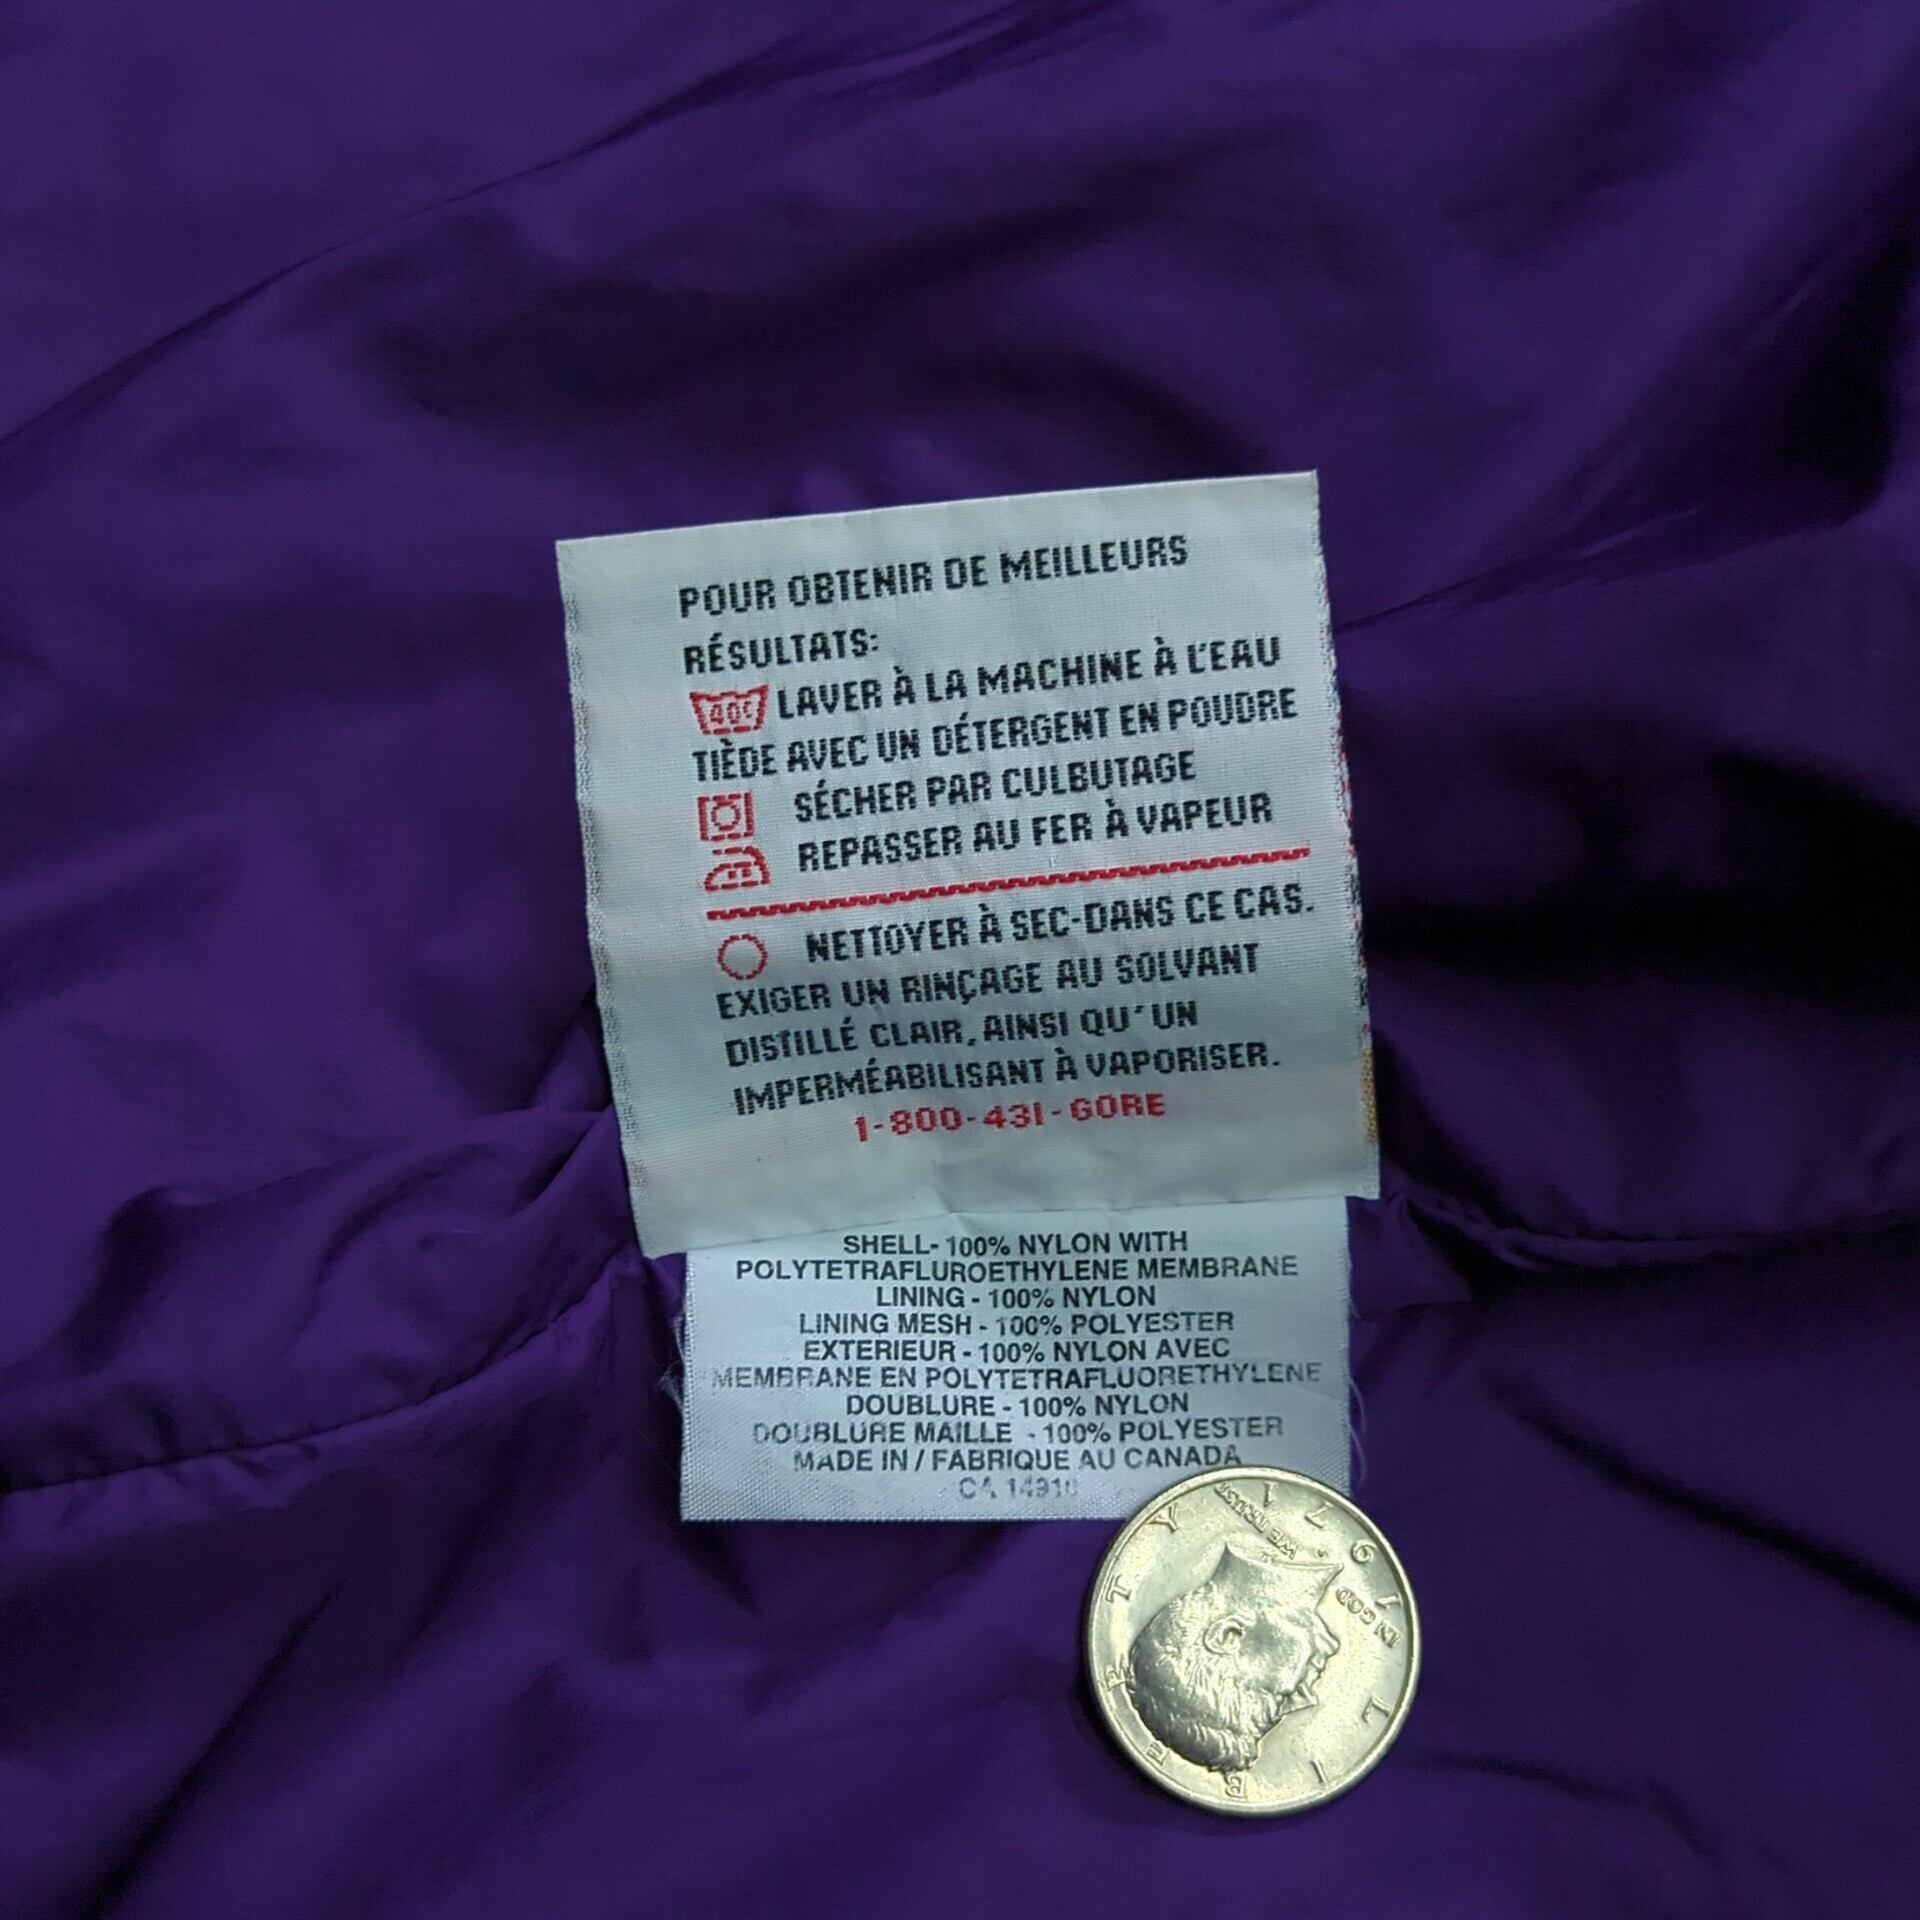 POUR OBTENIR DE MEILLEURS
RÉSULTATS:
40C LAVER À LA MACHINE À L'EAU
TIÈDE AVEC UN DÉTERGENT EN POUDRE
SÉCHER PAR CULBUTAGE
REPASSER AU FER À VAPEUR
NETTOYER À SEC-DANS CE CAS.
EXIGER UN RINÇAGE AU SOLVANT
DISTILLÉ CLAIR, AINSI QU'UN
IMPERMÉABILISANT À VAPORISER.
1-800-431-GORE
SHELL- 100% NYLON WITH
POLYTETRAFLUROETHYLENE MEMBRANE
LINING - 100% NYLON
LINING MESH - 100% POLYESTER
EXTERIEUR - 100% NYLON AVEC
MEMBRANE EN POLYTETRAFLUORETHYLENE
DOUBLURE - 100% NYLON
DOUBLURE MAILLE - 100% POLYESTER
MADE IN / FABRIQUE AU CANADA
CA
LIBERTY
IN GOD
WE TRUST
1967